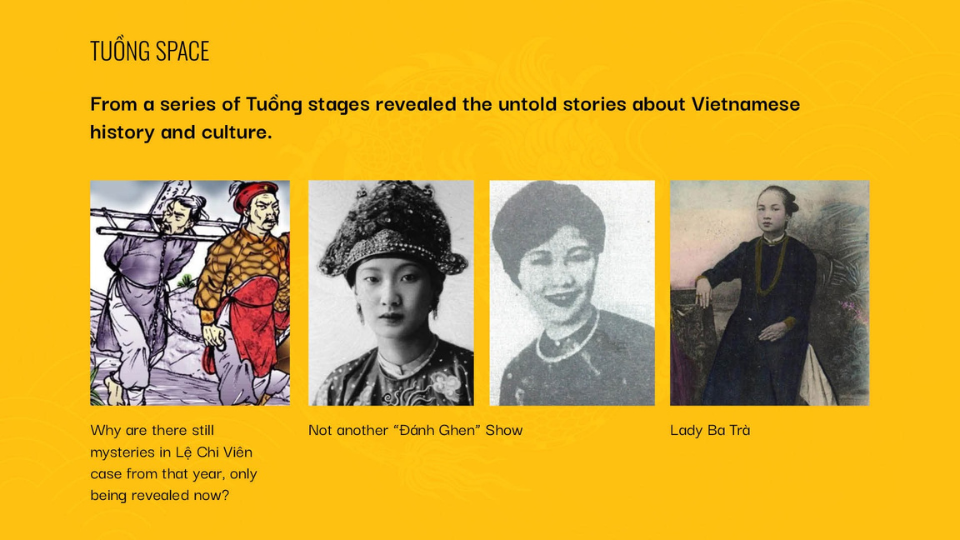 TUỒNG SPACE
From a series of Tuồng stages revealed the untold stories about Vietnamese
history and culture.
Why are there still
mysteries in Lệ Chi Viên
case from that year, only
being revealed now?
Not another “Đánh Ghen” Show
Lady Ba Trà